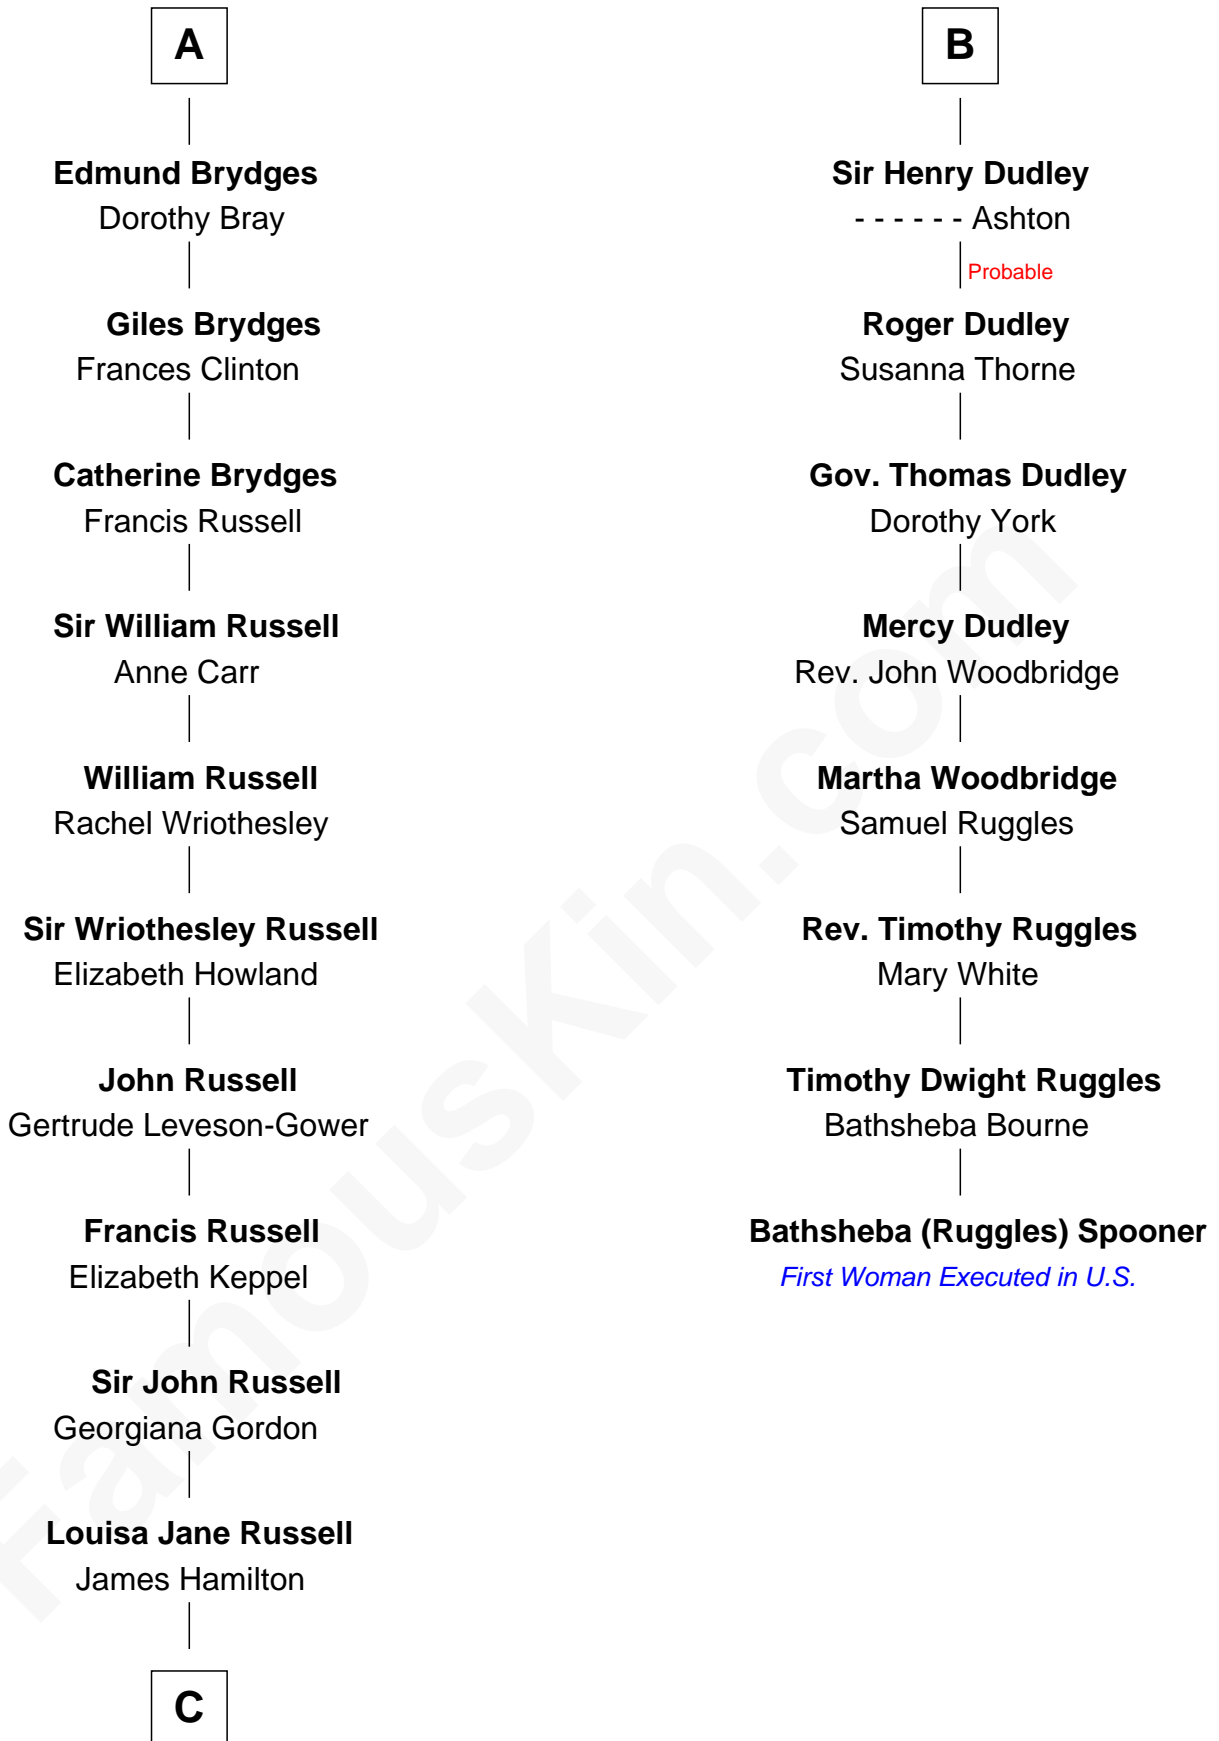 A
Edmund Brydges
Dorothy Bray
Giles Brydges
Frances Clinton
Catherine Brydges
Francis Russell
Sir William Russell
Anne Carr
William Russell
Rachel Wriothesley
Sir Wriothesley Russell
Elizabeth Howland
John Russell
Gertrude Leveson-Gower
Francis Russell
Elizabeth Keppel
Sir John Russell
Georgiana Gordon
Louisa Jane Russell
James Hamilton
C
B
Sir Henry Dudley
- - - - - - Ashton
Probable
Roger Dudley
Susanna Thorne
Gov. Thomas Dudley
Dorothy York
Mercy Dudley
Rev. John Woodbridge
Martha Woodbridge
Samuel Ruggles
Rev. Timothy Ruggles
Mary White
Timothy Dwight Ruggles
Bathsheba Bourne
Bathsheba (Ruggles) Spooner
First Woman Executed in U.S.
FamousKin.com